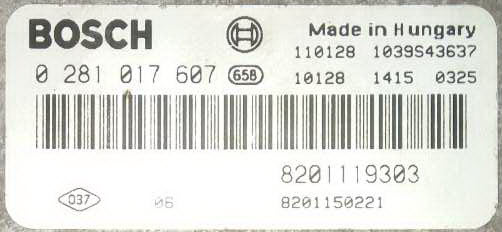 BOSCH Made in Hungary
110128 1039S43637
0 281 017 607 658 10128 1415 0325
8201119303
037 06 8201150221